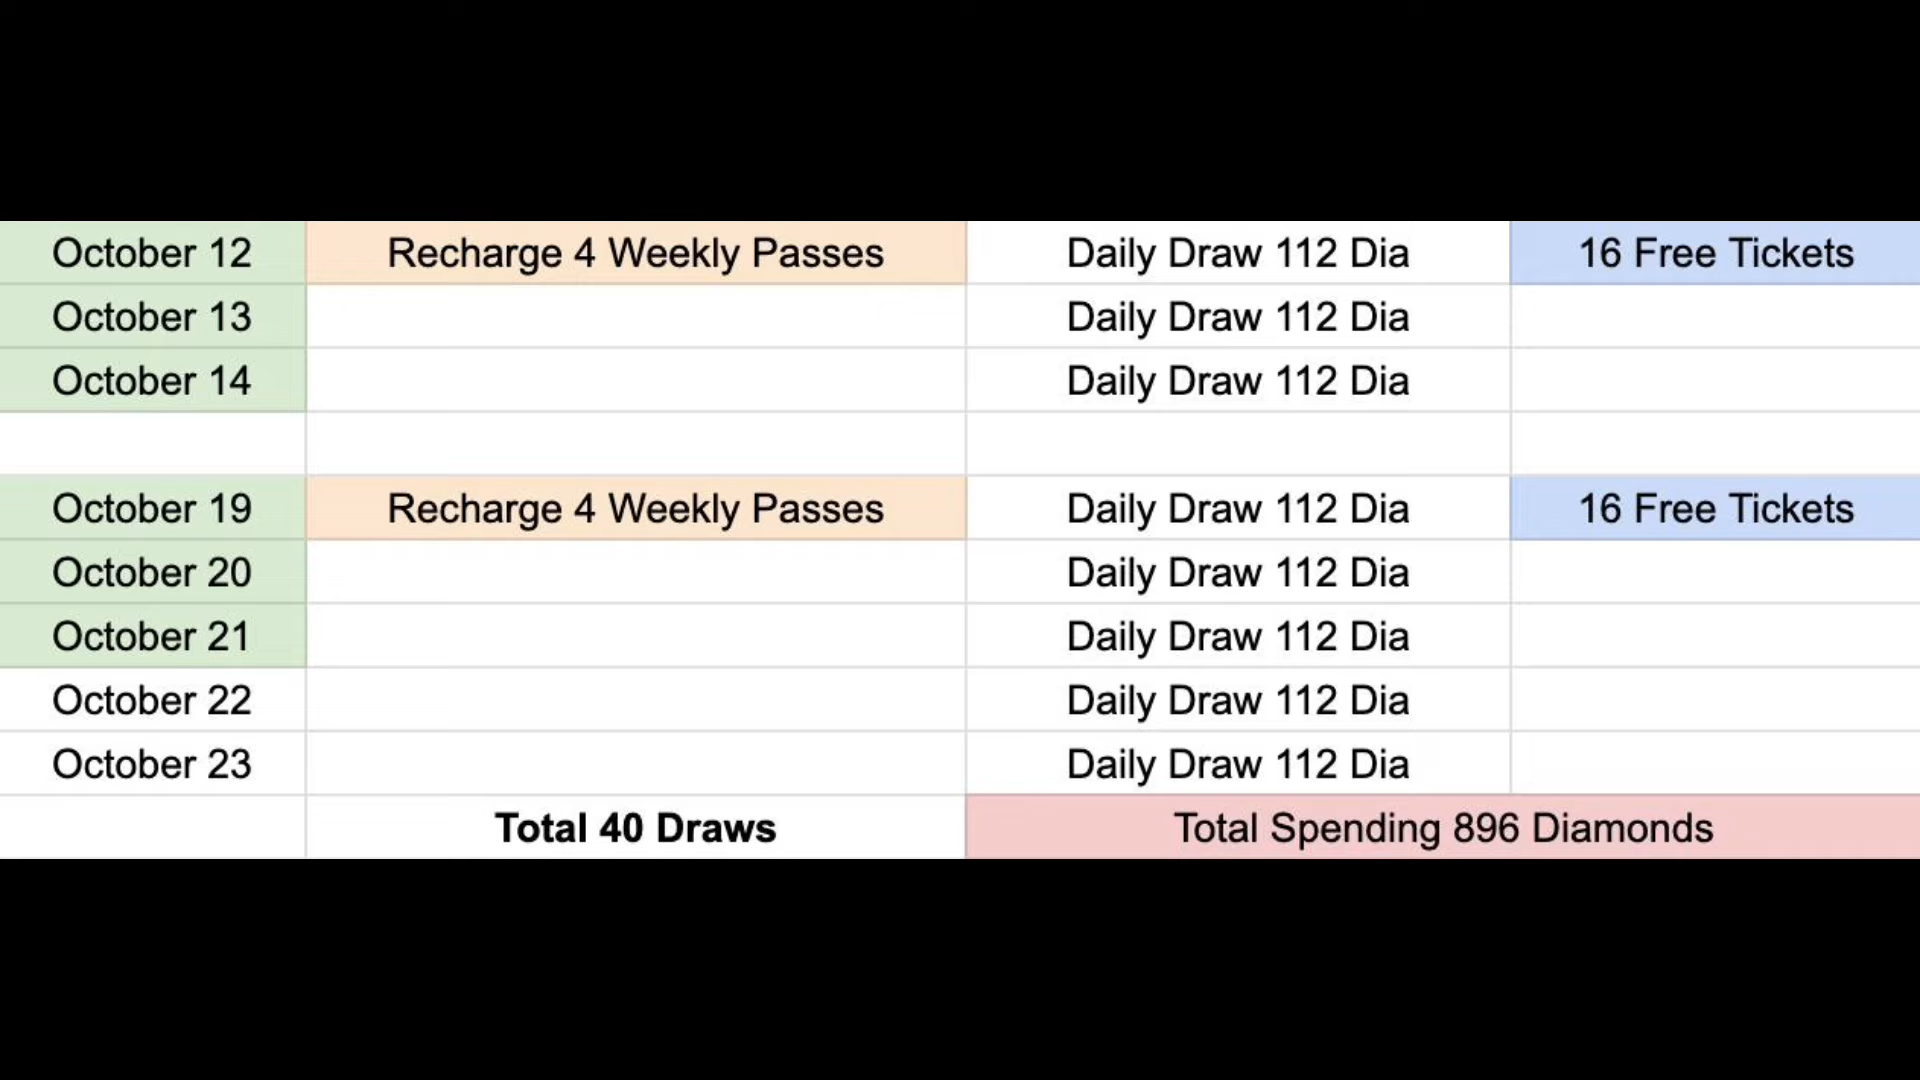 October 12 Recharge 4 Weekly Passes Daily Draw 112 Dia 16 Free Tickets
October 13 Daily Draw 112 Dia
October 14 Daily Draw 112 Dia
October 19 Recharge 4 Weekly Passes Daily Draw 112 Dia 16 Free Tickets
October 20 Daily Draw 112 Dia
October 21 Daily Draw 112 Dia
October 22 Daily Draw 112 Dia
October 23 Daily Draw 112 Dia
Total 40 Draws Total Spending 896 Diamonds